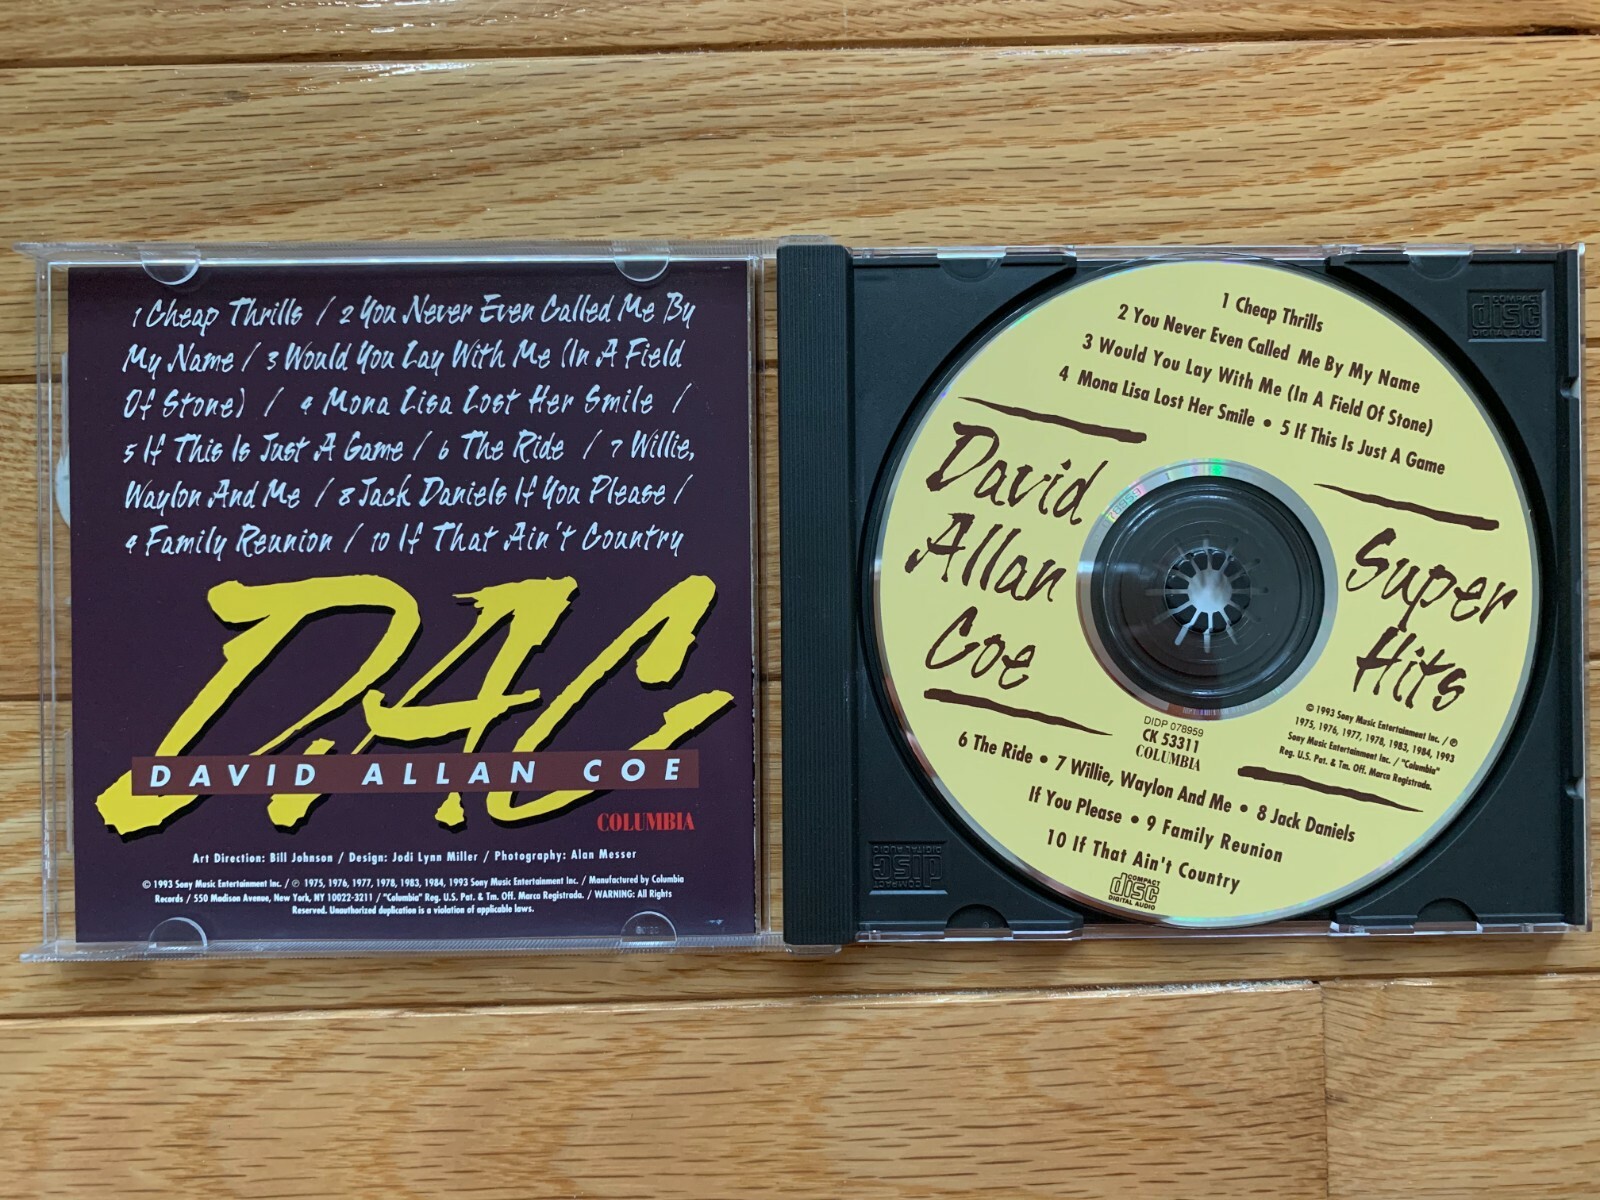 1 Cheap Thrills / 2 You Never Even Called Me By
My Name / 3 Would You Lay With Me (In A Field
Of Stone) / 4 Mona Lisa Lost Her Smile /
5 If This Is Just A Game / 6 The Ride / 7 Willie,
Waylon And Me / 8 Jack Daniels If You Please /
9 Family Reunion / 10 If That Ain't Country
DAC
DAVID ALLAN COE
COLUMBIA
Art Direction: Bill Johnson / Design: Jodi Lynn Miller / Photography: Alan Messer
© 1993 Sony Music Entertainment Inc. / ℗ 1975, 1976, 1977, 1978, 1983, 1984, 1993 Sony Music Entertainment Inc. / Manufactured by Columbia
Records / 550 Madison Avenue, New York, NY 10022-3211 / "Columbia" Reg. U.S. Pat. & Tm. Off. Marca Registrada. / WARNING: All Rights
Reserved. Unauthorized duplication is a violation of applicable laws.
COMPACT
disc
DIGITAL AUDIO
1 Cheap Thrills
2 You Never Even Called Me By My Name
3 Would You Lay With Me (In A Field Of Stone)
4 Mona Lisa Lost Her Smile • 5 If This Is Just A Game
David
Allan
Coe
Super
Hits
© 1993 Sony Music Entertainment Inc. / ℗
1975, 1976, 1977, 1978, 1983, 1984, 1993
Sony Music Entertainment Inc. / "Columbia"
Reg. U.S. Pat. & Tm. Off. Marca Registrada.
DIDP 078959
CK 53311
COLUMBIA
6 The Ride • 7 Willie, Waylon And Me • 8 Jack Daniels
If You Please • 9 Family Reunion
10 If That Ain't Country
COMPACT
disc
DIGITAL AUDIO
COMPACT
disc
DIGITAL AUDIO